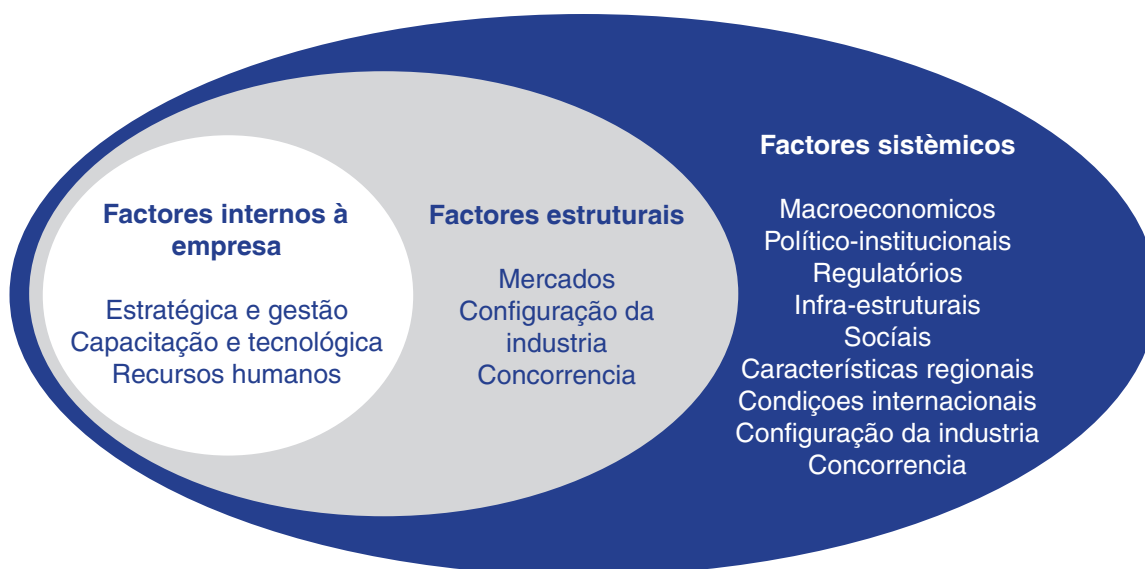 Factores internos à
empresa
Estratégica e gestão
Capacitação e tecnológica
Recursos humanos
Factores estruturais
Mercados
Configuração da
industria
Concorrencia
Factores sistèmicos
Macroeconomicos
Político-institucionais
Regulatórios
Infra-estruturais
Socíais
Características regionais
Condiçoes internacionais
Configuração da industria
Concorrencia